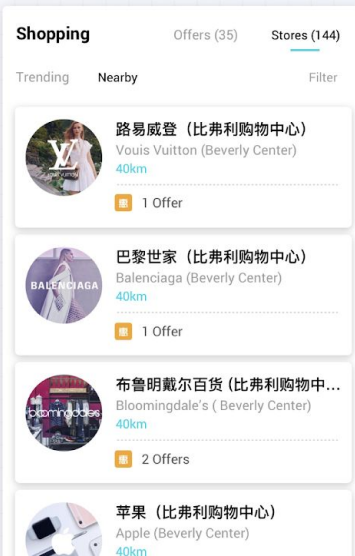 Shopping
Offers (35)
Stores (144)
Trending
Nearby
Filter
路易威登（比弗利购物中心）
Vouis Vuitton (Beverly Center)
40km
1 Offer
巴黎世家（比弗利购物中心）
BALENCIAGA
Balenciaga (Beverly Center)
40km
1 Offer
布鲁明戴尔百货 (比弗利购物中...
bloomingdales
Bloomingdale's ( Beverly Center)
40km
2 Offers
苹果（比弗利购物中心）
Apple (Beverly Center)
40km